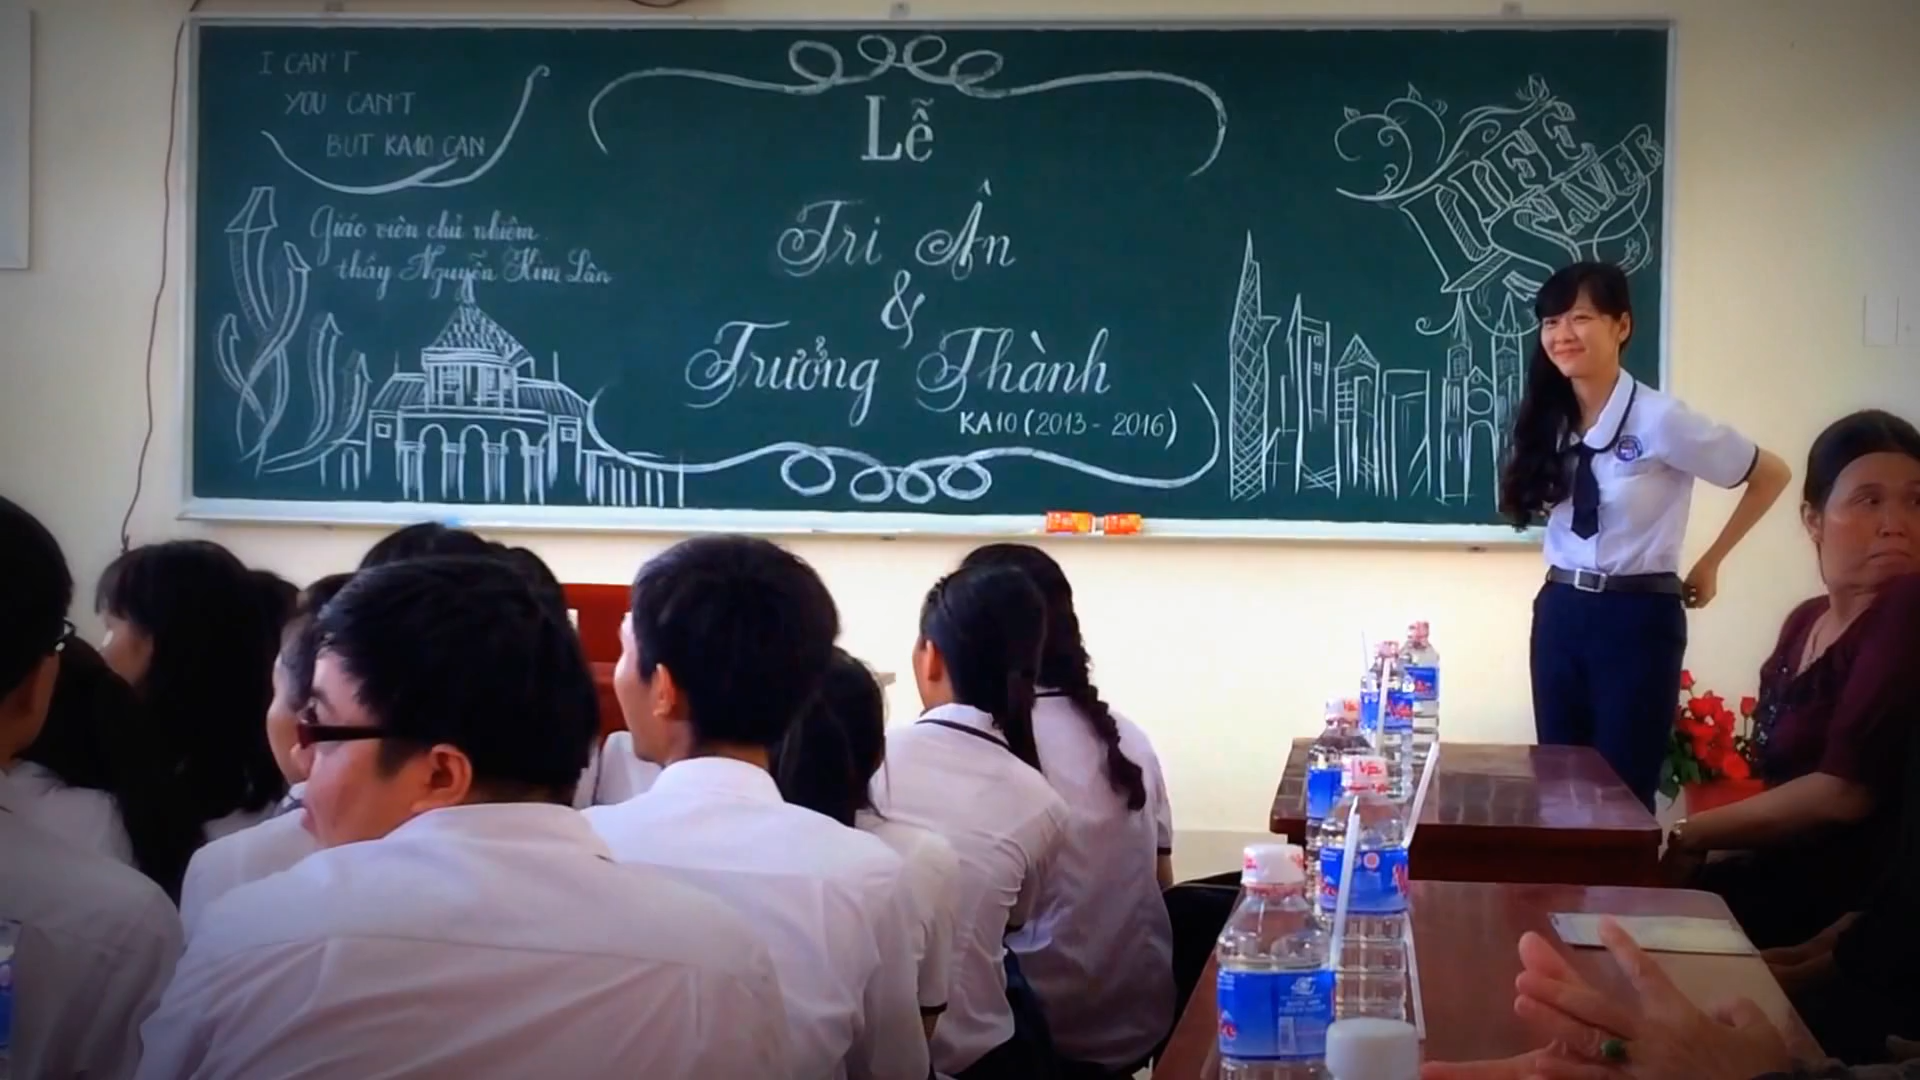 I CAN'T
YOU CAN'T
BUT KA10 CAN
Giáo viên chủ nhiệm
thầy Nguyễn Kim Lân
Lễ
Tri Ân
&
Trưởng Thành
KA10 (2013 - 2016)
LIFE
SAVER